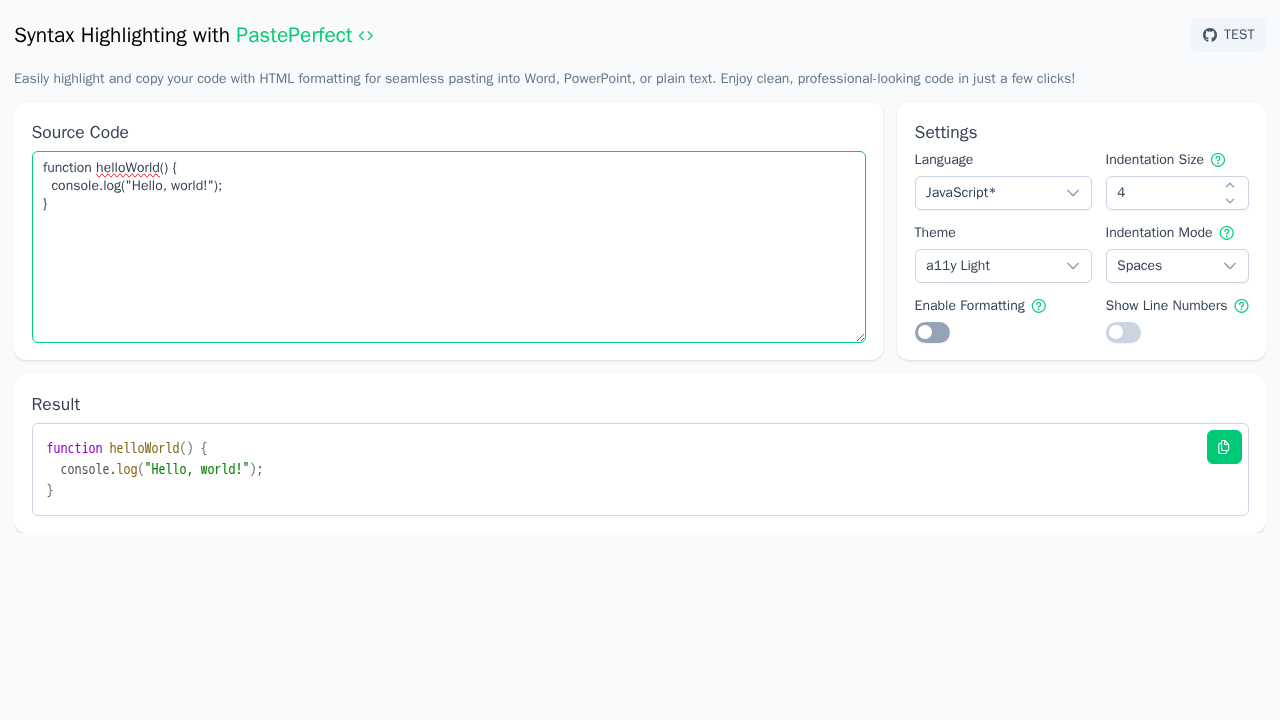 Syntax Highlighting with PastePerfect <>
TEST
Easily highlight and copy your code with HTML formatting for seamless pasting into Word, PowerPoint, or plain text. Enjoy clean, professional-looking code in just a few clicks!
Source Code
function helloWorld() {
  console.log("Hello, world!");
}
Settings
Language
Indentation Size
JavaScript*
4
Theme
Indentation Mode
a11y Light
Spaces
Enable Formatting
Show Line Numbers
Result
function helloWorld() {
  console.log("Hello, world!");
}